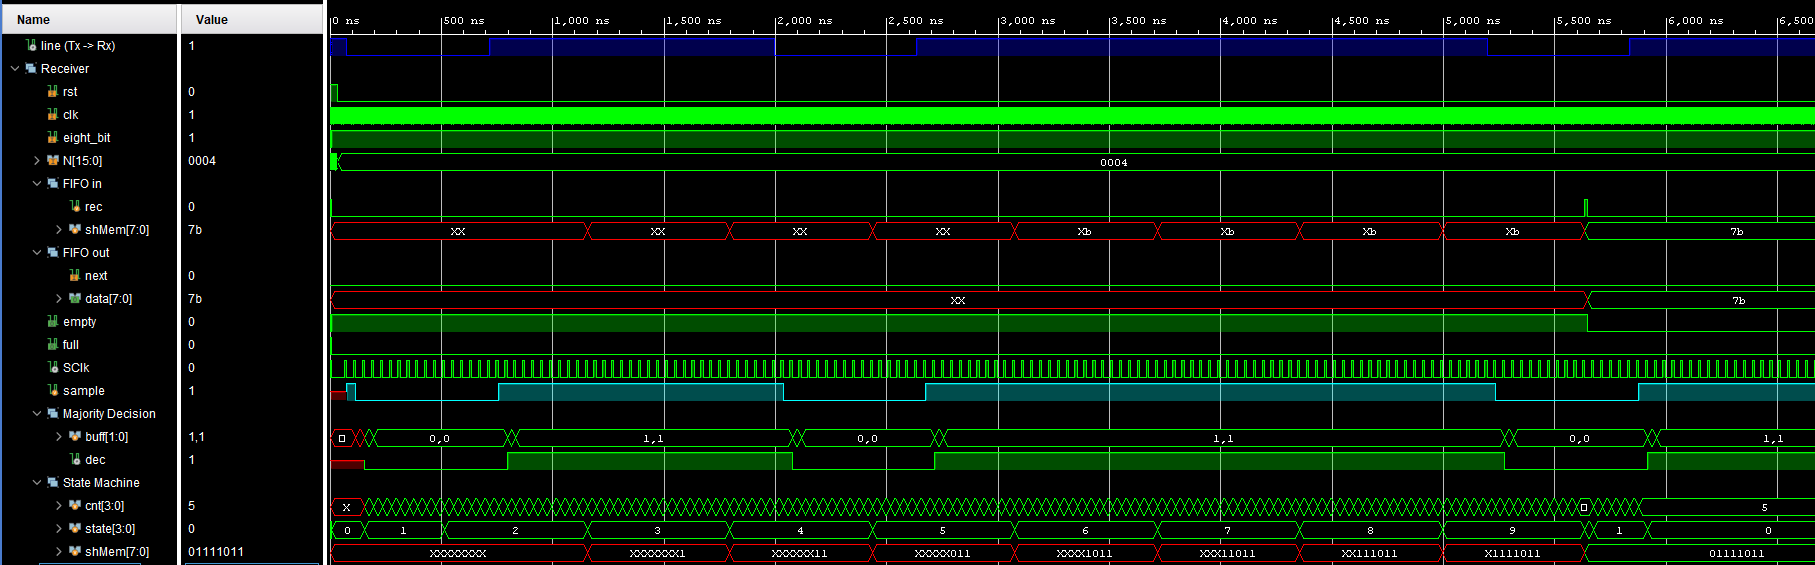 Name Value 0 ns 500 ns 1,000 ns 1,500 ns 2,000 ns 2,500 ns 3,000 ns 3,500 ns 4,000 ns 4,500 ns 5,000 ns 5,500 ns 6,000 ns 6,500
line (Tx -> Rx) 1
Receiver
rst 0
clk 1
eight_bit 1
N[15:0] 0004 0004
FIFO in
rec 0
shMem[7:0] 7b XX XX XX XX Xb Xb Xb Xb 7b
FIFO out
next 0
data[7:0] 7b XX 7b
empty 0
full 0
SClk 0
sample 1
Majority Decision
buff[1:0] 1,1 0,0 1,1 0,0 1,1 0,0 1,1
dec 1
State Machine
cnt[3:0] 5 X 5
state[3:0] 0 0 1 2 3 4 5 6 7 8 9 1 0
shMem[7:0] 01111011 XXXXXXXX XXXXXXX1 XXXXXX11 XXXXX011 XXXX1011 XXX11011 XX111011 X1111011 01111011